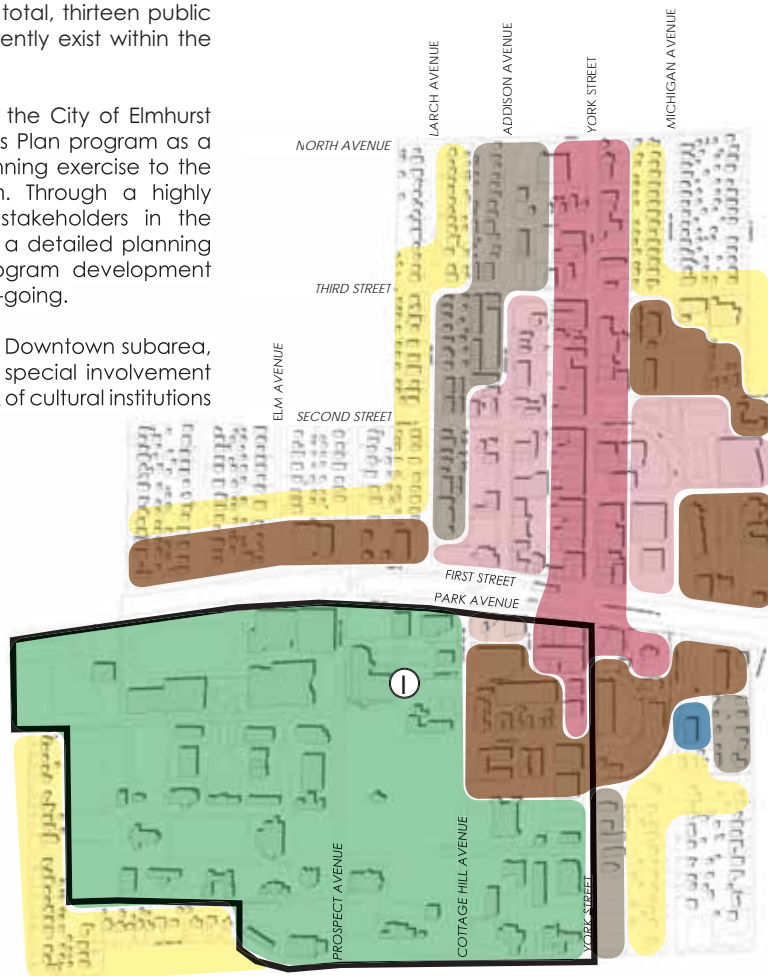 total, thirteen public
ently exist within the
the City of Elmhurst
s Plan program as a
nning exercise to the
Through a highly
stakeholders in the
a detailed planning
ogram development
-going.
Downtown subarea,
special involvement
of cultural institutions
LARCH AVENUE
ADDISON AVENUE
YORK STREET
MICHIGAN AVENUE
NORTH AVENUE
THIRD STREET
ELM AVENUE
SECOND STREET
FIRST STREET
PARK AVENUE
I
PROSPECT AVENUE
COTTAGE HILL AVENUE
YORK STREET